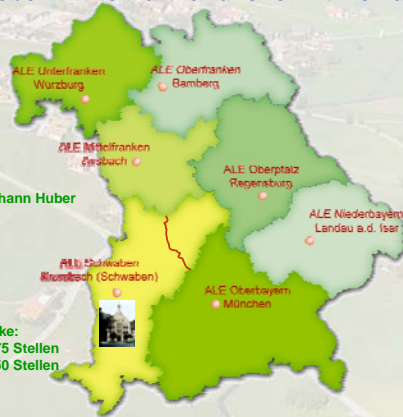 ALE Unterfranken
Würzburg
ALE Oberfranken
Bamberg
ALE Mittelfranken
Ansbach
ALE Oberpfalz
Regensburg
hann Huber
ALE Niederbayern
Landau a.d. Isar
ALE Schwaben
Krumbach (Schwaben)
ALE Oberbayern
München
ke:
75 Stellen
50 Stellen